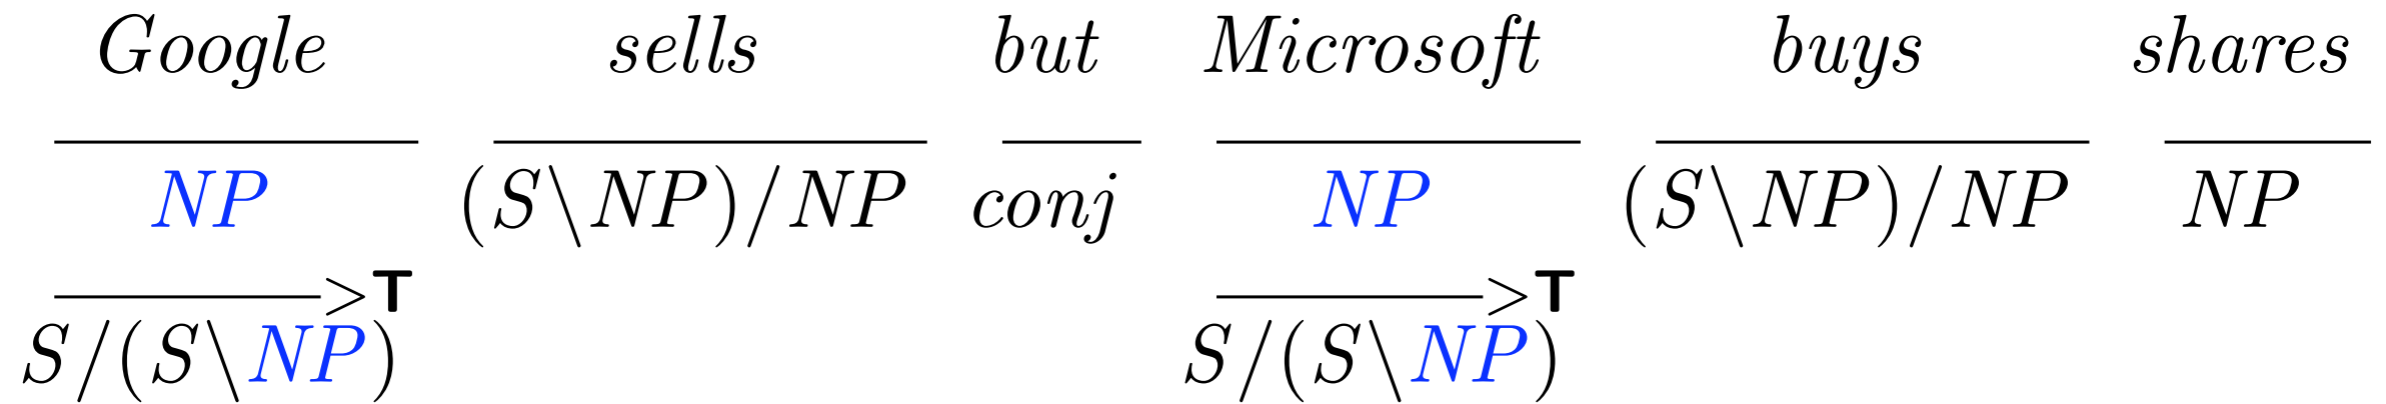 Google sells but Microsoft buys shares
NP (S\NP)/NP conj NP (S\NP)/NP NP
>T >T
S/(S\NP) S/(S\NP)